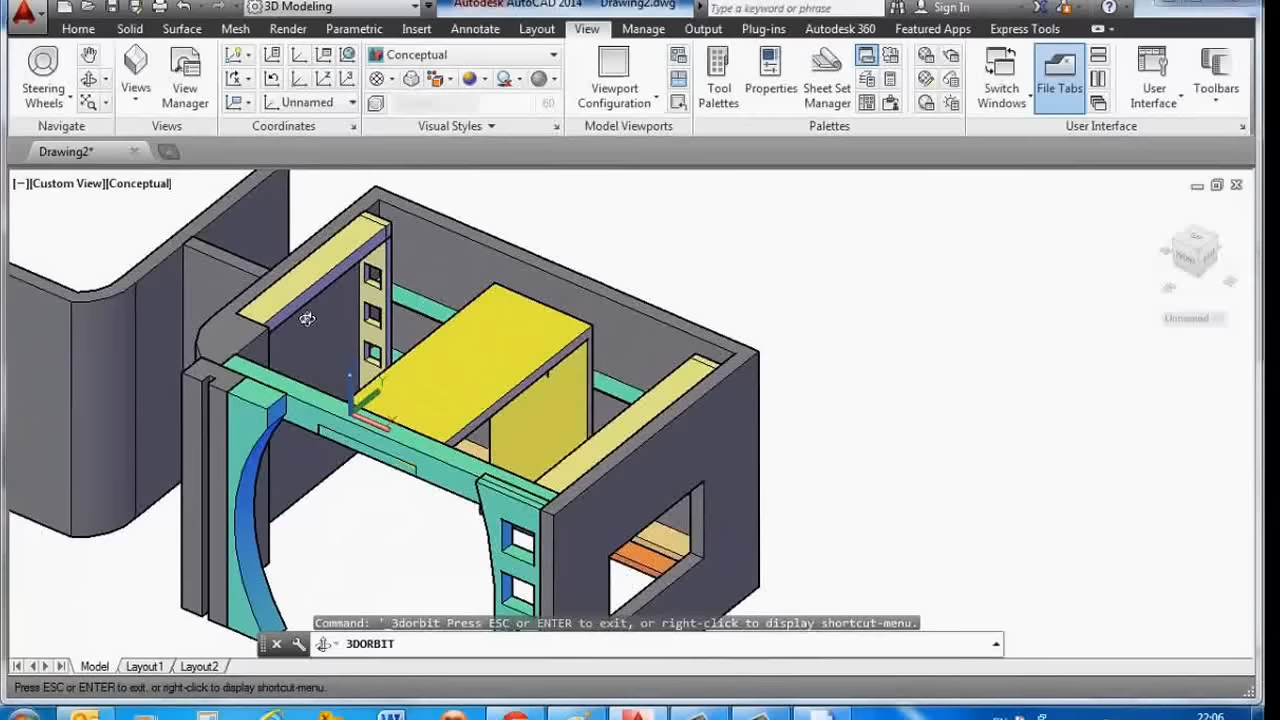 3D Modeling
Autodesk AutoCAD 2014 Drawing2.dwg
Type a keyword or phrase
Sign In
Home Solid Surface Mesh Render Parametric Insert Annotate Layout View Manage Output Plug-ins Autodesk 360 Featured Apps Express Tools
Steering Wheels
Views
View Manager
Unnamed
Conceptual
60
Viewport Configuration
Tool Palettes
Properties
Sheet Set Manager
Switch Windows
File Tabs
User Interface
Toolbars
Navigate Views Coordinates Visual Styles Model Viewports Palettes User Interface
Drawing2*
[−][Custom View][Conceptual]
Unnamed
Command: '_3dorbit Press ESC or ENTER to exit, or right-click to display shortcut-menu.
3DORBIT
Model Layout1 Layout2
Press ESC or ENTER to exit, or right-click to display shortcut-menu.
22:06